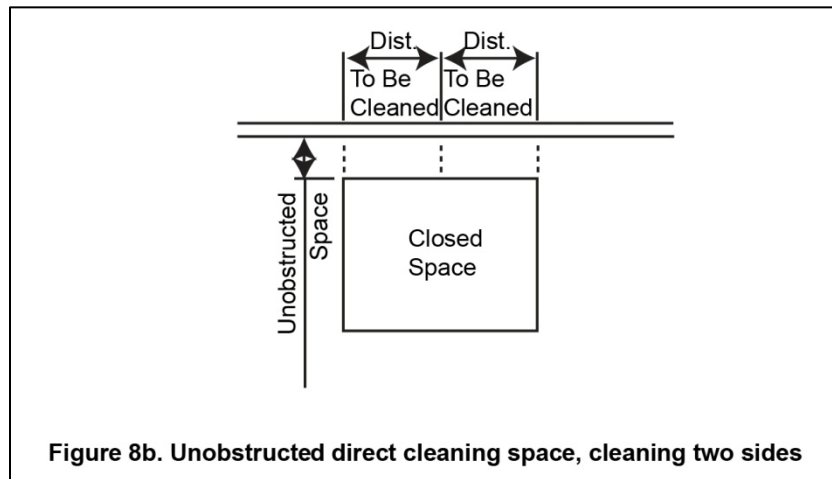 Dist. Dist.
To Be To Be
Cleaned Cleaned
Unobstructed
Space
Closed
Space
Figure 8b. Unobstructed direct cleaning space, cleaning two sides